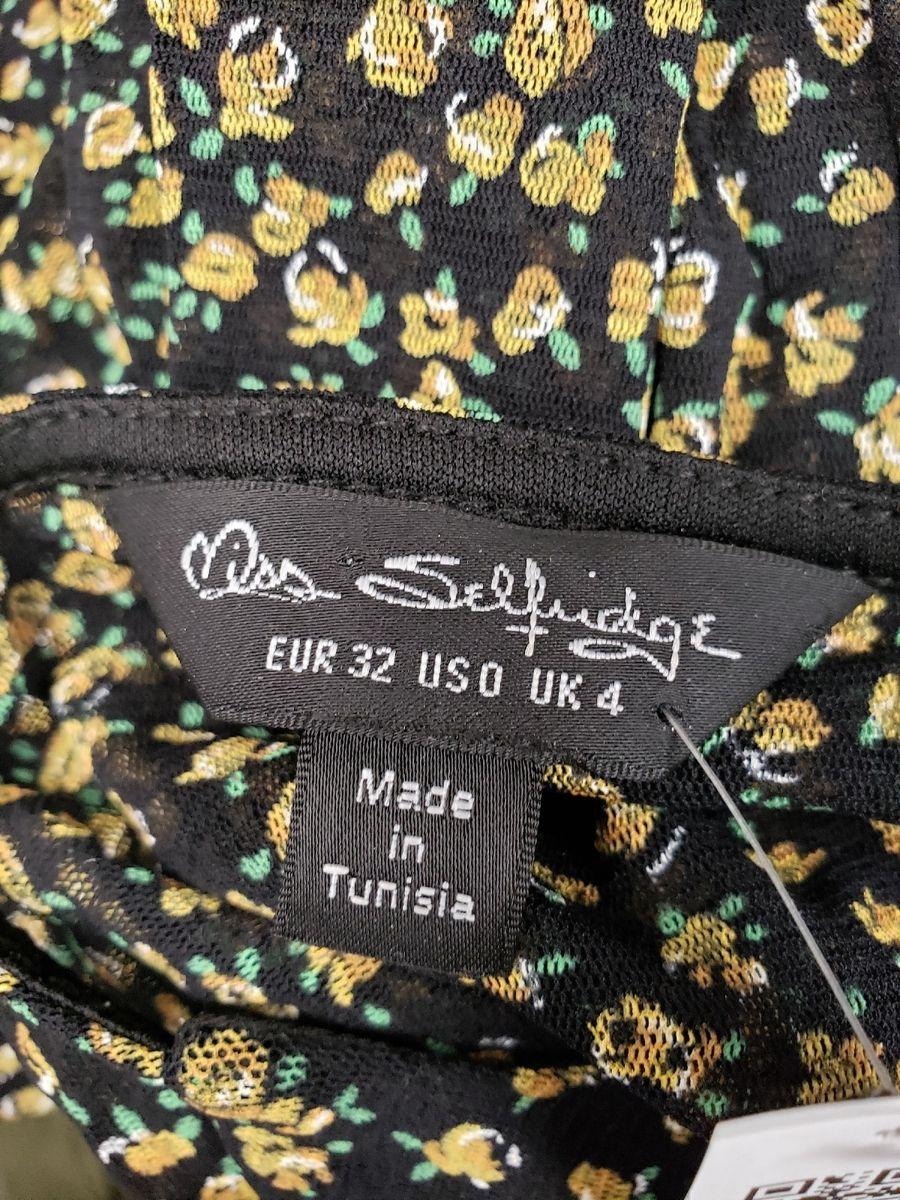 Miss Selfridge
EUR 32 US 0 UK 4
Made
in
Tunisia